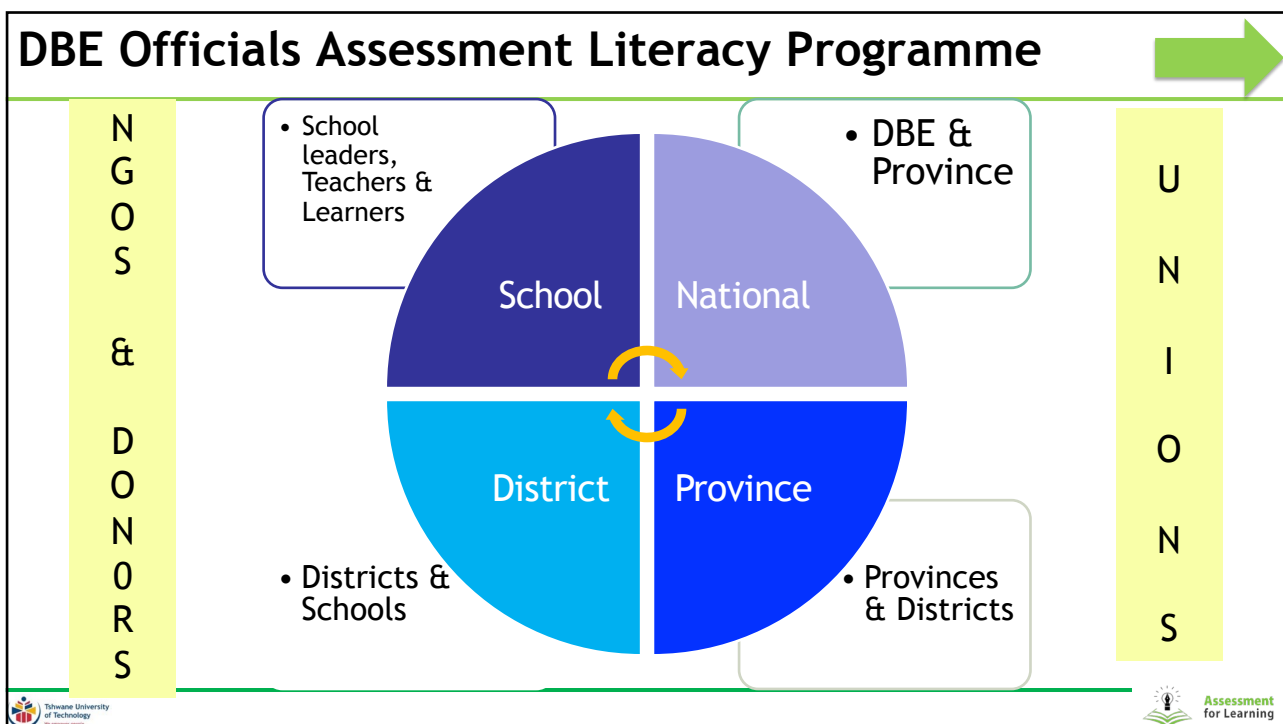 DBE Officials Assessment Literacy Programme
N
G
O
S
&
D
O
N
0
R
S
• School
leaders,
Teachers &
Learners
• DBE &
Province
School
National
District
Province
• Districts &
Schools
• Provinces
& Districts
U
N
I
O
N
S
Tshwane University
of Technology
Assessment
for Learning